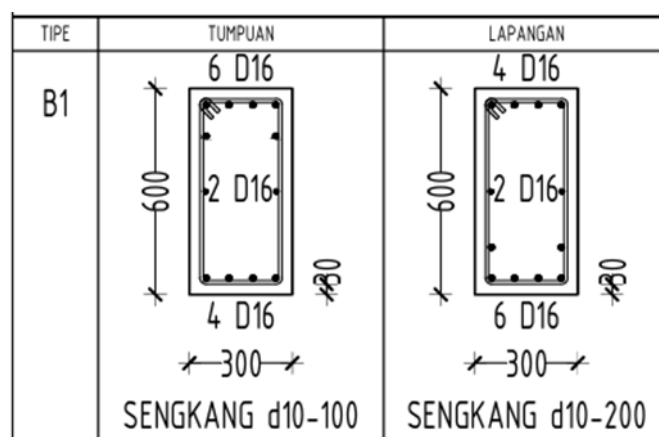 TIPE
TUMPUAN
LAPANGAN
B1
6 D16
600
2 D16
30
4 D16
300
SENGKANG d10-100
4 D16
600
2 D16
30
6 D16
300
SENGKANG d10-200